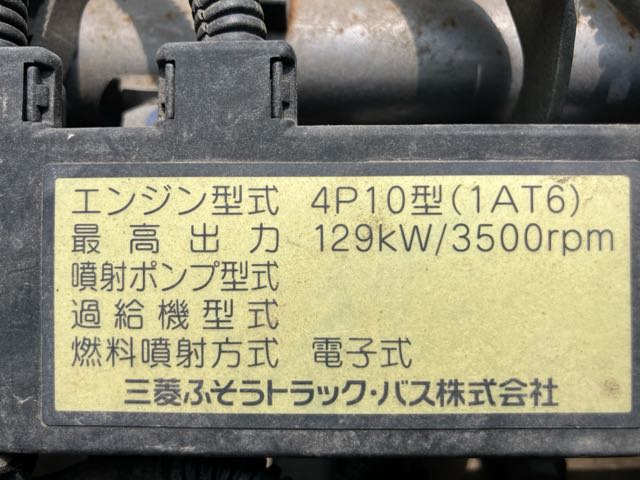 エンジン型式 4P10型(1AT6)
最高出力 129kW/3500rpm
噴射ポンプ型式
過給機型式
燃料噴射方式 電子式
三菱ふそうトラック・バス株式会社